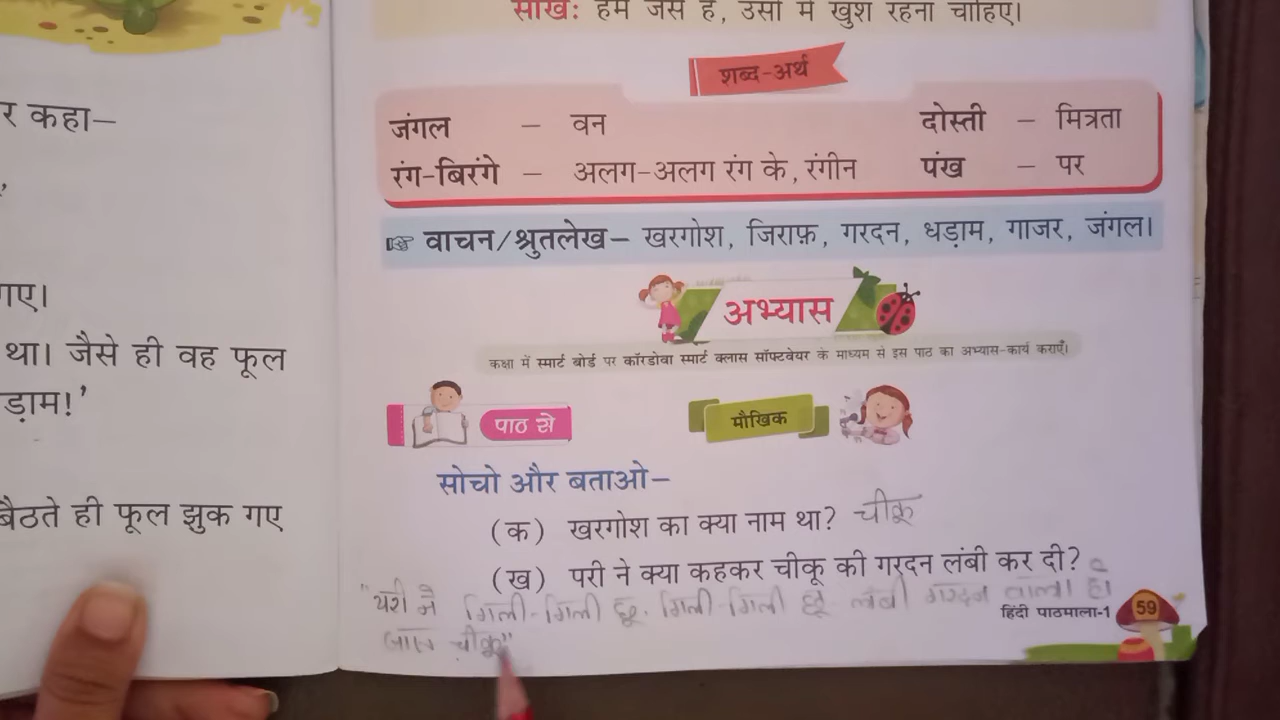 र कहा–
गए।
था। जैसे ही वह फूल
ड़ाम!'
बैठते ही फूल झुक गए
सीख: हम जैसे हैं, उसी में खुश रहना चाहिए।
शब्द-अर्थ
जंगल – वन दोस्ती – मित्रता
रंग-बिरंगे – अलग-अलग रंग के, रंगीन पंख – पर
☞ वाचन/श्रुतलेख– खरगोश, जिराफ़, गरदन, धड़ाम, गाजर, जंगल।
अभ्यास
कक्षा में स्मार्ट बोर्ड पर कॉरडोवा स्मार्ट क्लास सॉफ्टवेयर के माध्यम से इस पाठ का अभ्यास-कार्य कराएँ।
पाठ से
मौखिक
सोचो और बताओ–
(क) खरगोश का क्या नाम था? चीकू
(ख) परी ने क्या कहकर चीकू की गरदन लंबी कर दी?
"परी ने गिली-गिली छू, गिली-गिली छू लंबी गरदन वाला हो
जाए चीकू"
हिंदी पाठमाला-1 59